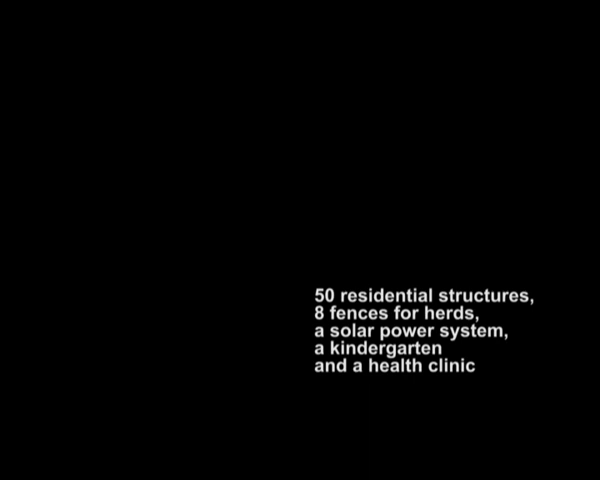 50 residential structures,
8 fences for herds,
a solar power system,
a kindergarten
and a health clinic